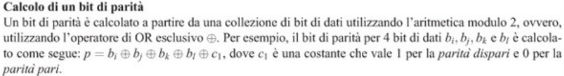 Calcolo di un bit di parità
Un bit di parità è calcolato a partire da una collezione di bit di dati utilizzando l'aritmetica modulo 2, ovvero,
utilizzando l'operatore di OR esclusivo ⊕. Per esempio, il bit di parità per 4 bit di dati bᵢ, bⱼ, bₖ e bₗ è calcola-
to come segue: p = bᵢ ⊕ bⱼ ⊕ bₖ ⊕ bₗ ⊕ c₁, dove c₁ è una costante che vale 1 per la parità dispari e 0 per la
parità pari.